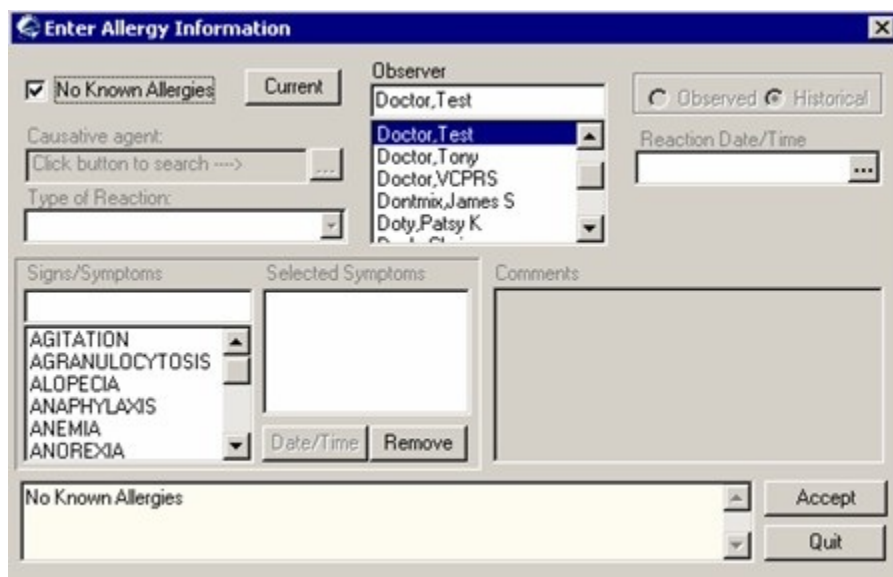 Enter Allergy Information
No Known Allergies
Current
Observer
Doctor,Test
Doctor,Test
Doctor,Tony
Doctor,VCPRS
Dontmix,James S
Doty,Patsy K
Observed
Historical
Reaction Date/Time
...
Causative agent:
Click button to search ---->
...
Type of Reaction:
Signs/Symptoms
AGITATION
AGRANULOCYTOSIS
ALOPECIA
ANAPHYLAXIS
ANEMIA
ANOREXIA
Selected Symptoms
Date/Time
Remove
Comments
No Known Allergies
Accept
Quit